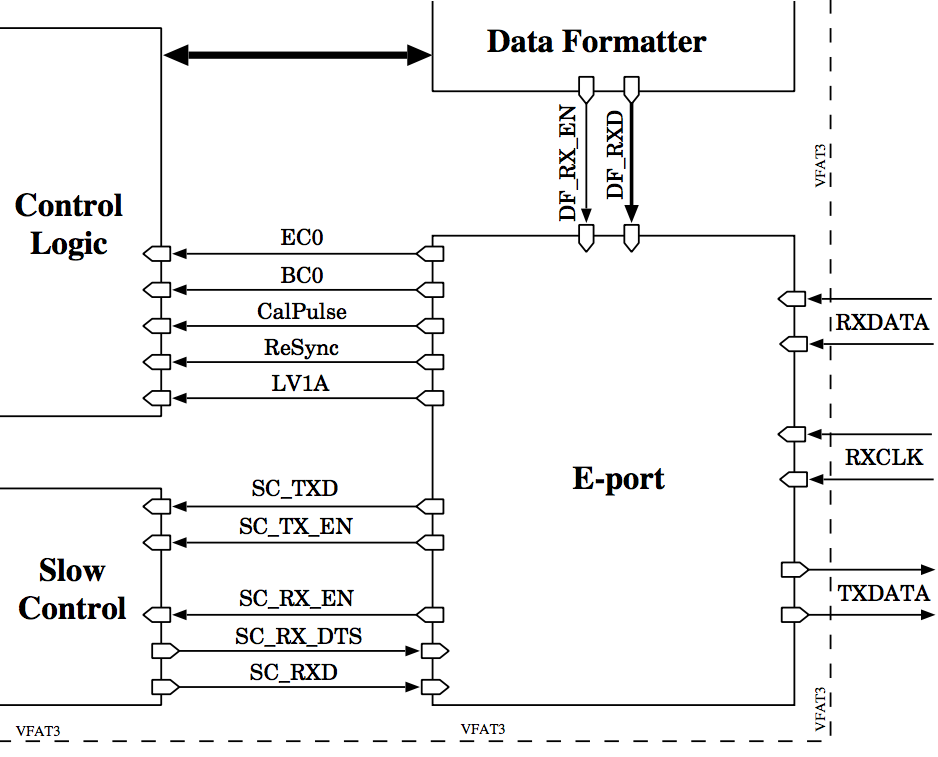 Data Formatter
DF_RX_EN
DF_RXD
VFAT3
Control
Logic
EC0
BC0
CalPulse
ReSync
LV1A
RXDATA
RXCLK
E-port
SC_TXD
SC_TX_EN
Slow
Control
SC_RX_EN
SC_RX_DTS
SC_RXD
TXDATA
VFAT3
VFAT3
VFAT3